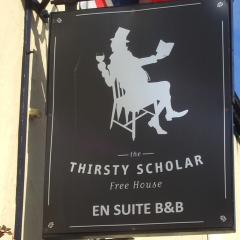 the
THIRSTY SCHOLAR
Free House
EN SUITE B&B